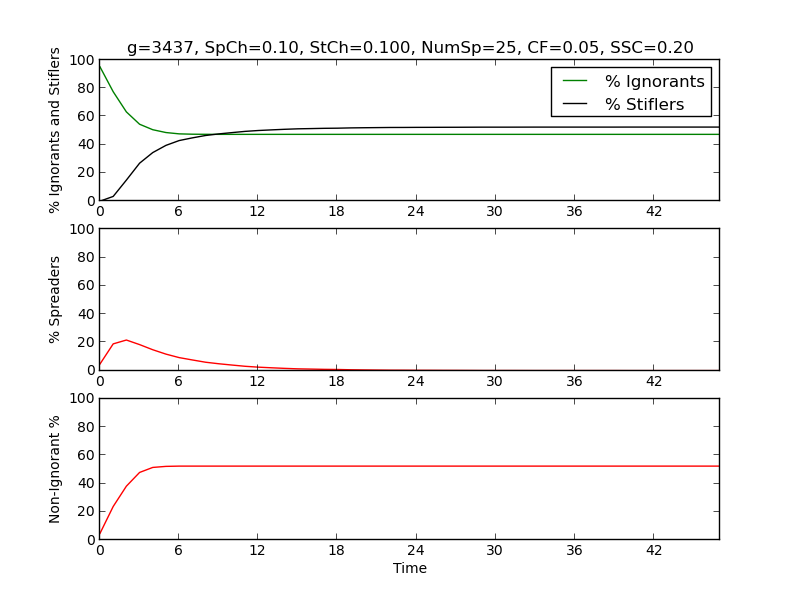 g=3437, SpCh=0.10, StCh=0.100, NumSp=25, CF=0.05, SSC=0.20
% Ignorants and Stiflers
100
80
60
40
20
0
% Ignorants
% Stiflers
0 6 12 18 24 30 36 42
% Spreaders
100
80
60
40
20
0
0 6 12 18 24 30 36 42
Non-Ignorant %
100
80
60
40
20
0
0 6 12 18 24 30 36 42
Time